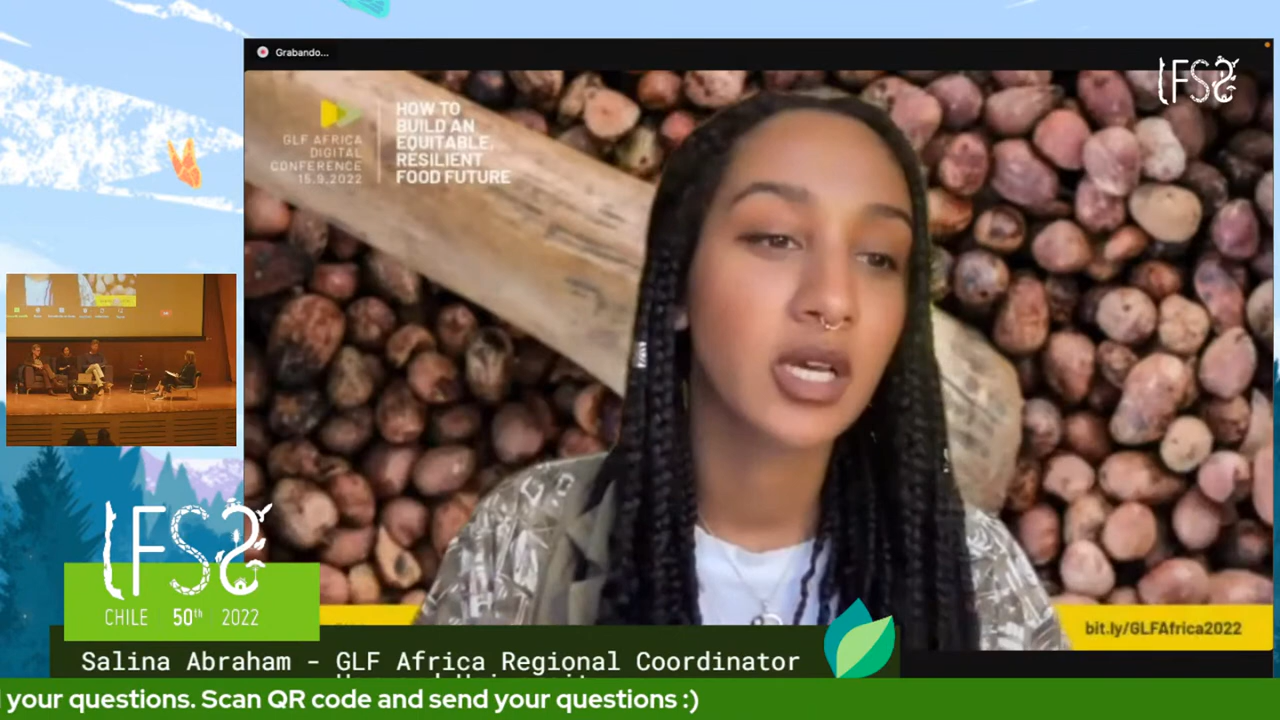 Grabando...
IFSS
GLF AFRICA
DIGITAL
CONFERENCE
15.9.2022
HOW TO
BUILD AN
EQUITABLE,
RESILIENT
FOOD FUTURE
IFSS
CHILE 50th 2022
bit.ly/GLFAfrica2022
Salina Abraham - GLF Africa Regional Coordinator
your questions. Scan QR code and send your questions :)